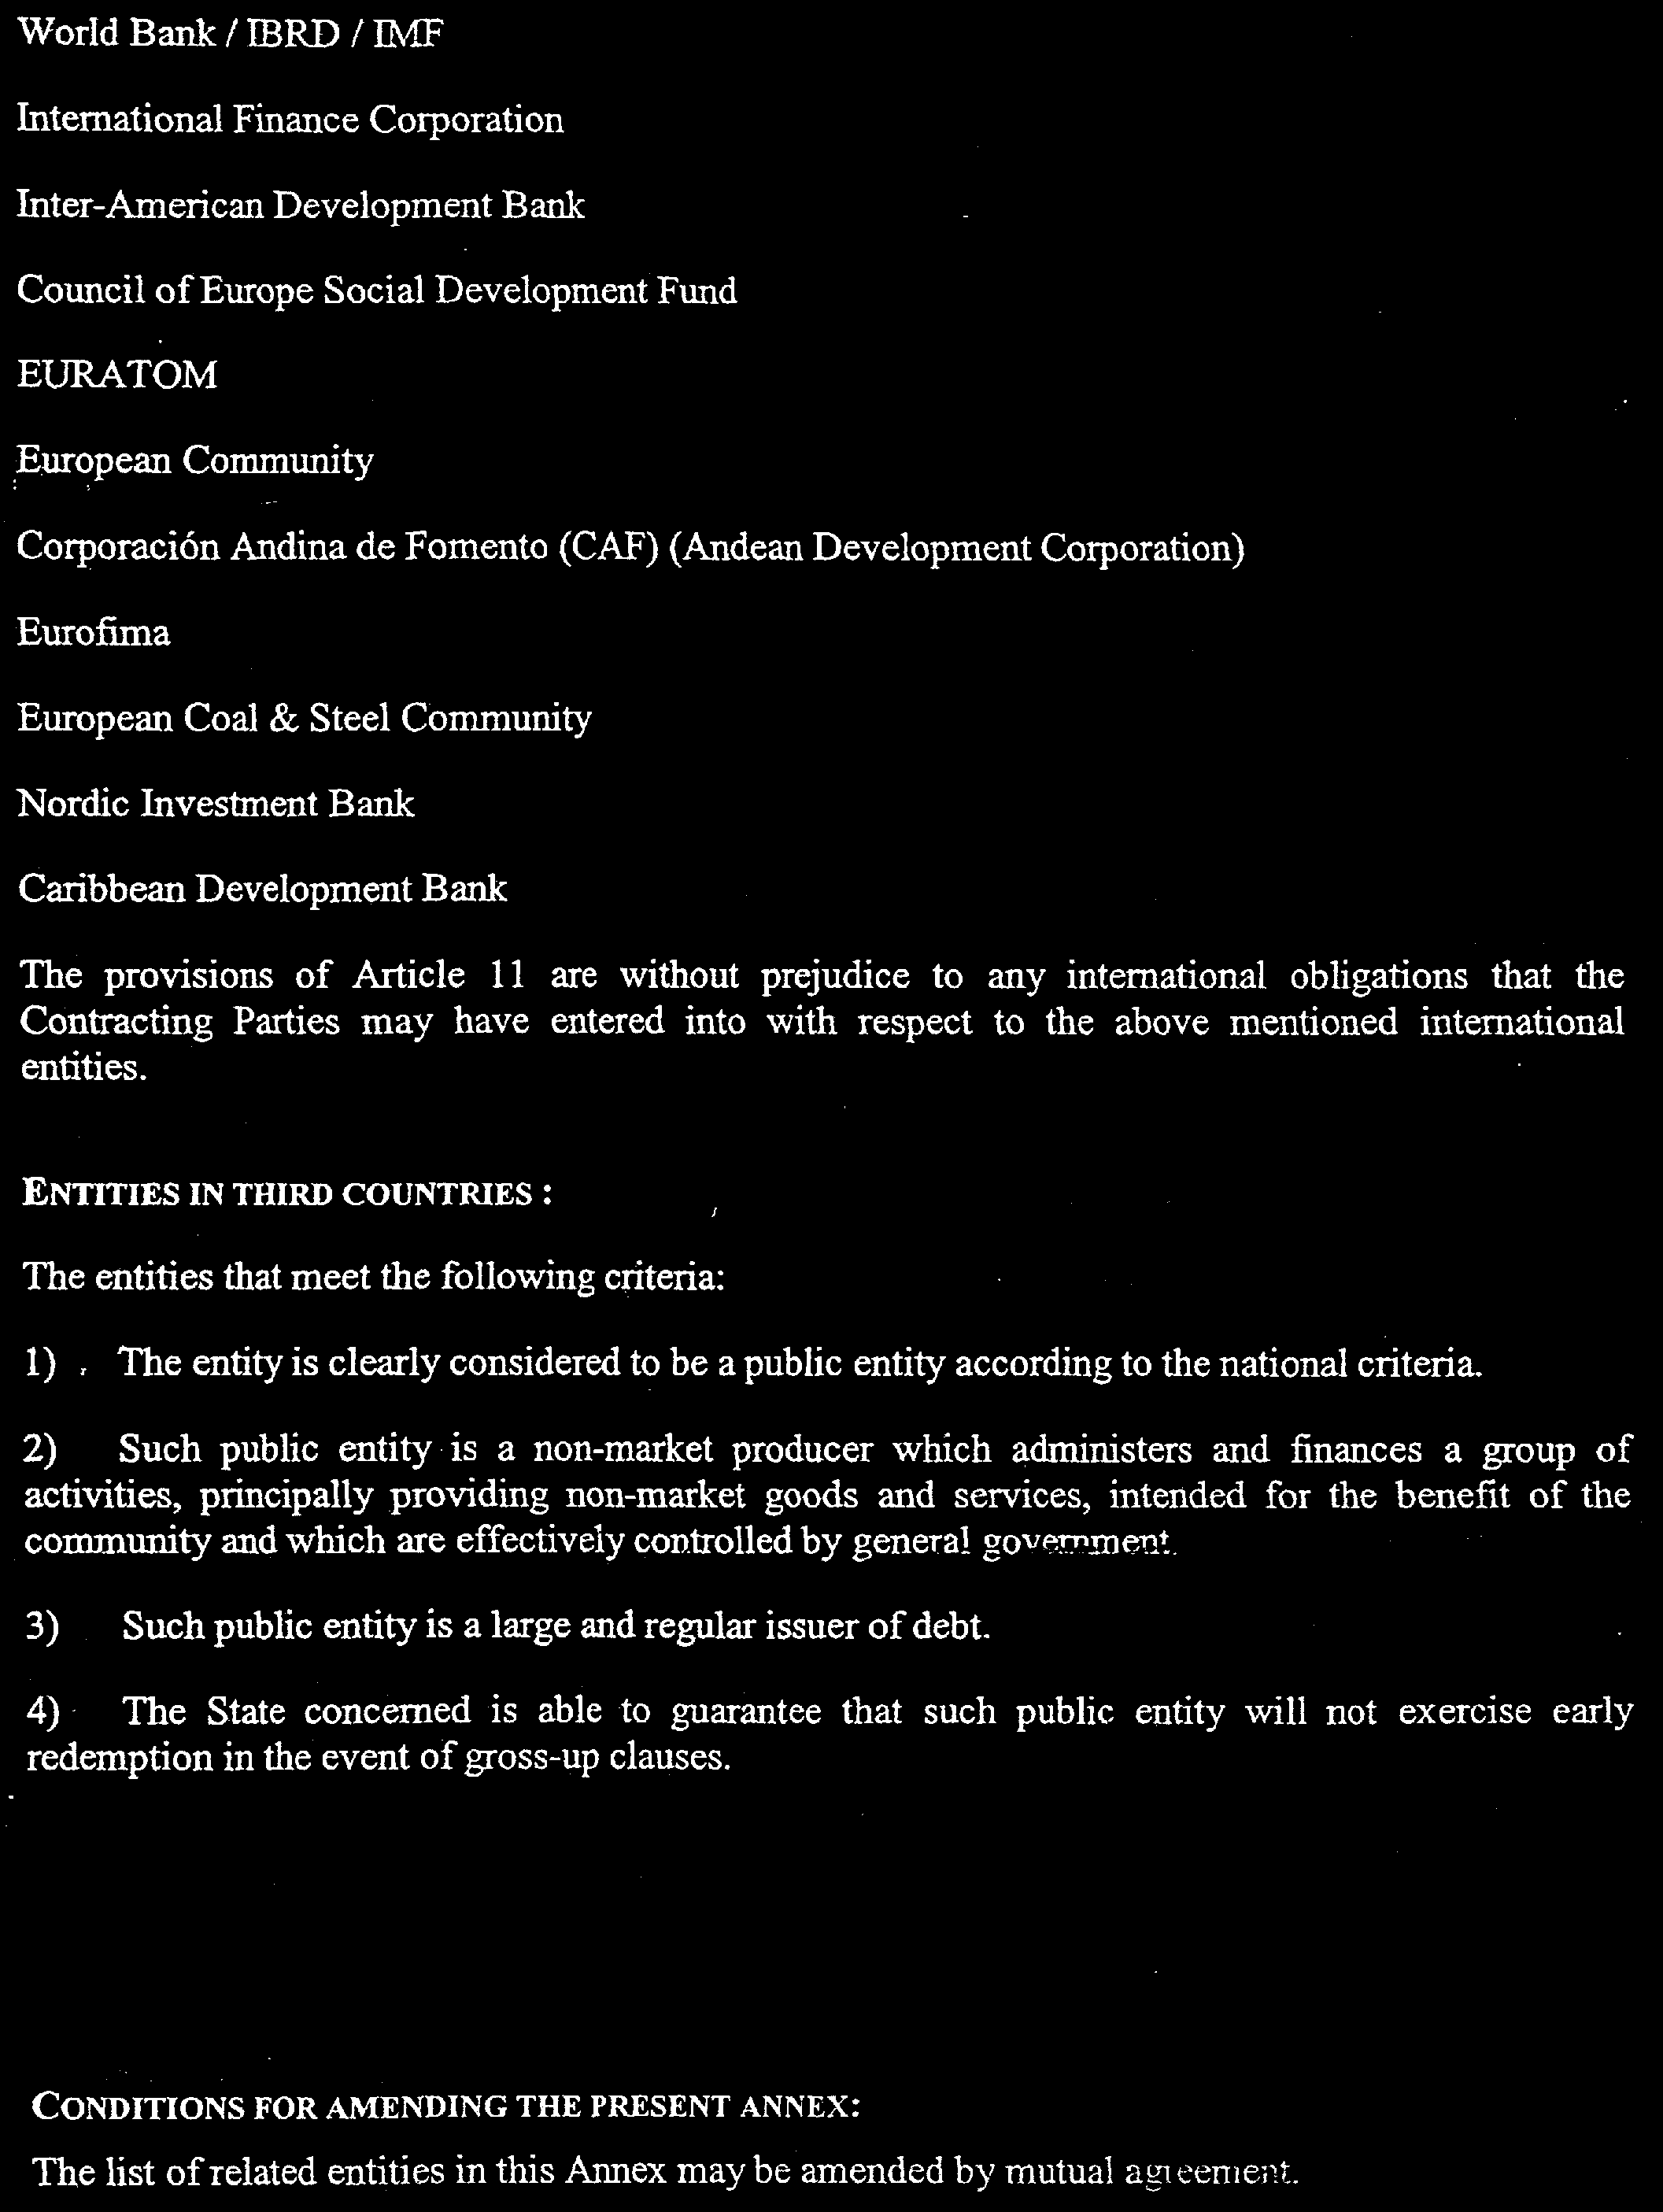 World Bank / IBRD / IMF
International Finance Corporation
Inter-American Development Bank
Council of Europe Social Development Fund
EURATOM
European Community
Corporación Andina de Fomento (CAF) (Andean Development Corporation)
Eurofima
European Coal & Steel Community
Nordic Investment Bank
Caribbean Development Bank
The provisions of Article 11 are without prejudice to any international obligations that the
Contracting Parties may have entered into with respect to the above mentioned international
entities.
ENTITIES IN THIRD COUNTRIES :
The entities that meet the following criteria:
1) The entity is clearly considered to be a public entity according to the national criteria.
2) Such public entity is a non-market producer which administers and finances a group of
activities, principally providing non-market goods and services, intended for the benefit of the
community and which are effectively controlled by general government.
3) Such public entity is a large and regular issuer of debt.
4) The State concerned is able to guarantee that such public entity will not exercise early
redemption in the event of gross-up clauses.
CONDITIONS FOR AMENDING THE PRESENT ANNEX:
The list of related entities in this Annex may be amended by mutual agreement.